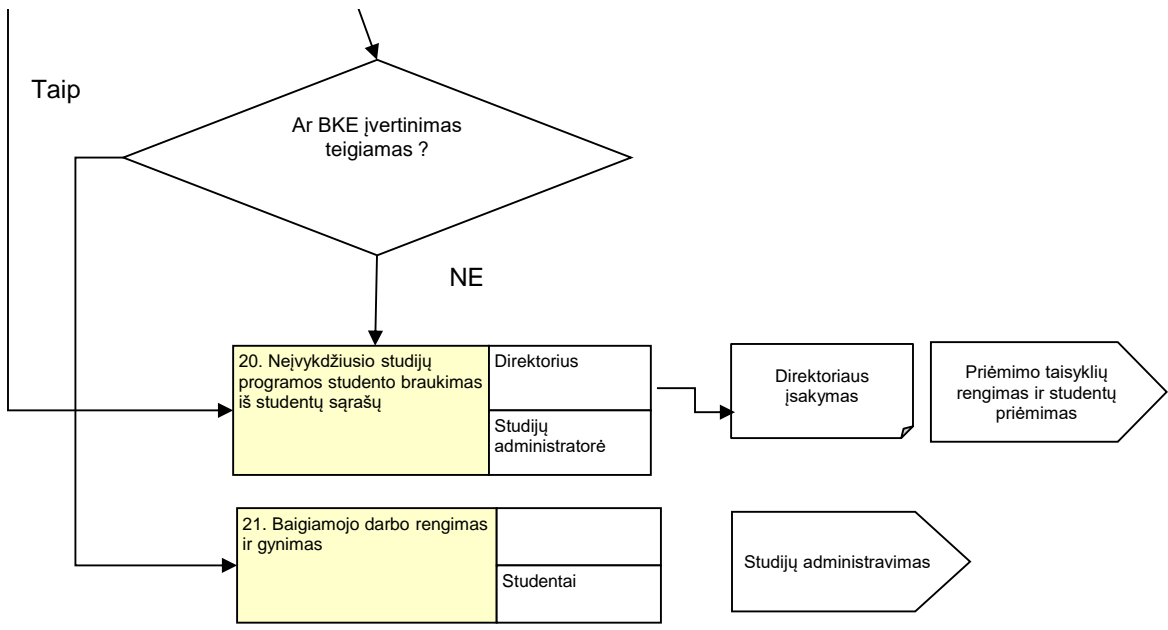 Taip
Ar BKE įvertinimas
teigiamas ?
NE
20. Neįvykdžiusio studijų
programos studento braukimas
iš studentų sąrašų
Direktorius
Studijų
administratorė
Direktoriaus
įsakymas
Priėmimo taisyklių
rengimas ir studentų
priėmimas
21. Baigiamojo darbo rengimas
ir gynimas
Studentai
Studijų administravimas